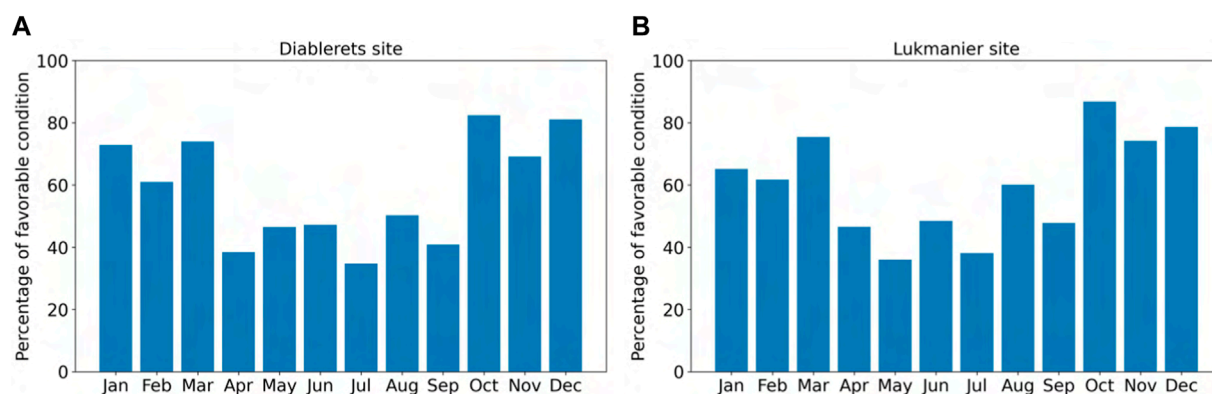 A
Diablerets site
Percentage of favorable condition
100
80
60
40
20
0
Jan Feb Mar Apr May Jun Jul Aug Sep Oct Nov Dec
B
Lukmanier site
Percentage of favorable condition
100
80
60
40
20
0
Jan Feb Mar Apr May Jun Jul Aug Sep Oct Nov Dec